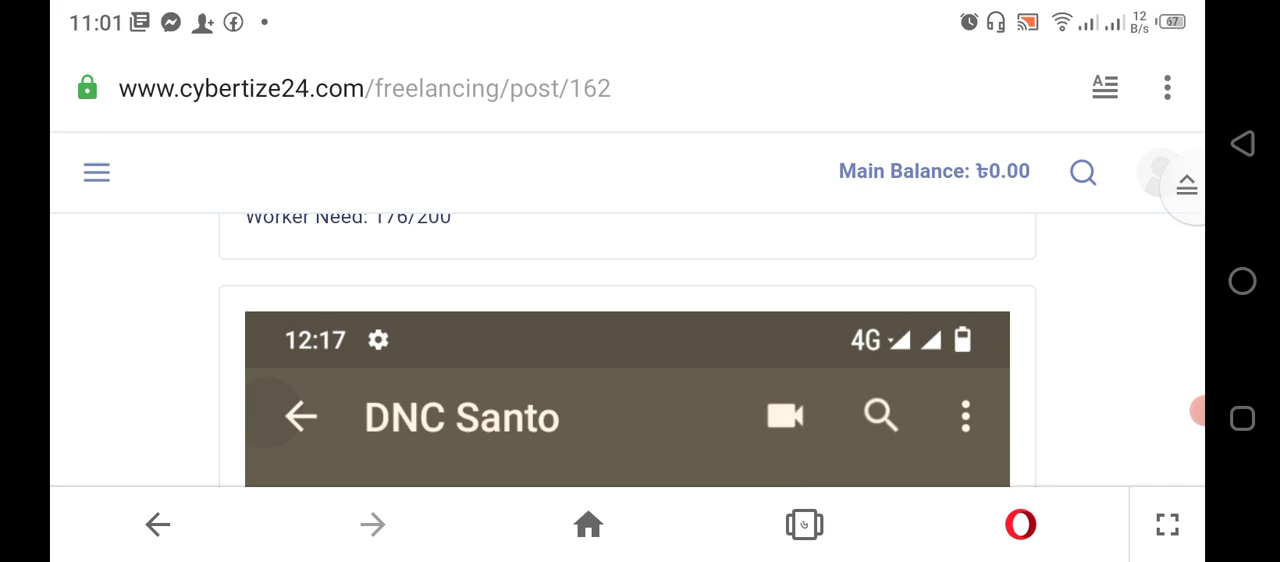 11:01
12
B/s
67
www.cybertize24.com/freelancing/post/162
Main Balance: ৳0.00
Worker Need: 176/200
12:17
4G
DNC Santo
৬